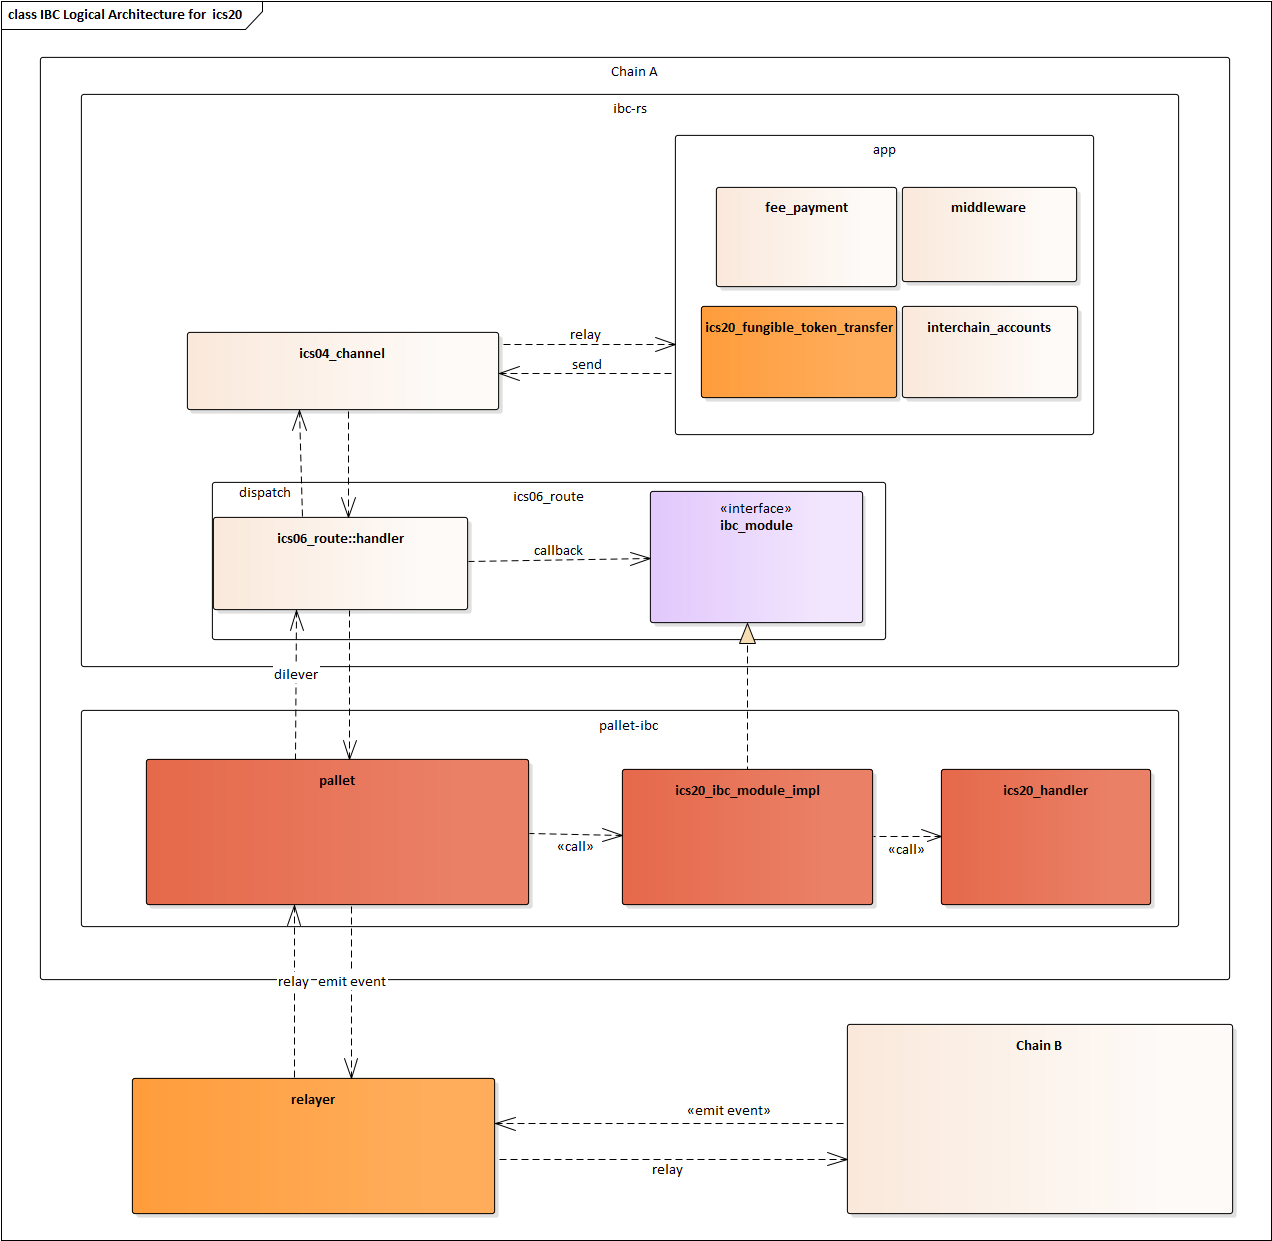 class IBC Logical Architecture for ics20
Chain A
ibc-rs
app
fee_payment
middleware
ics20_fungible_token_transfer
interchain_accounts
relay
ics04_channel
send
dispatch
ics06_route
«interface»
ibc_module
ics06_route::handler
callback
dilever
pallet-ibc
pallet
ics20_ibc_module_impl
ics20_handler
«call»
«call»
relay
emit event
Chain B
relayer
«emit event»
relay